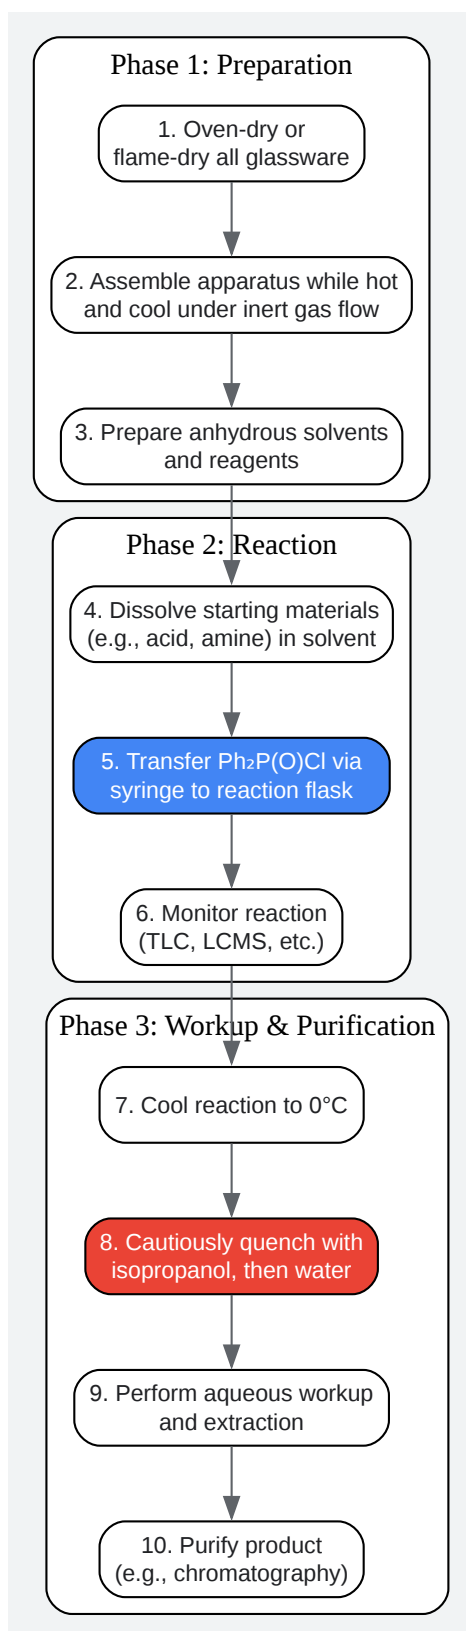 Phase 1: Preparation
1. Oven-dry or
flame-dry all glassware
2. Assemble apparatus while hot
and cool under inert gas flow
3. Prepare anhydrous solvents
and reagents
Phase 2: Reaction
4. Dissolve starting materials
(e.g., acid, amine) in solvent
5. Transfer Ph₂P(O)Cl via
syringe to reaction flask
6. Monitor reaction
(TLC, LCMS, etc.)
Phase 3: Workup & Purification
7. Cool reaction to 0°C
8. Cautiously quench with
isopropanol, then water
9. Perform aqueous workup
and extraction
10. Purify product
(e.g., chromatography)